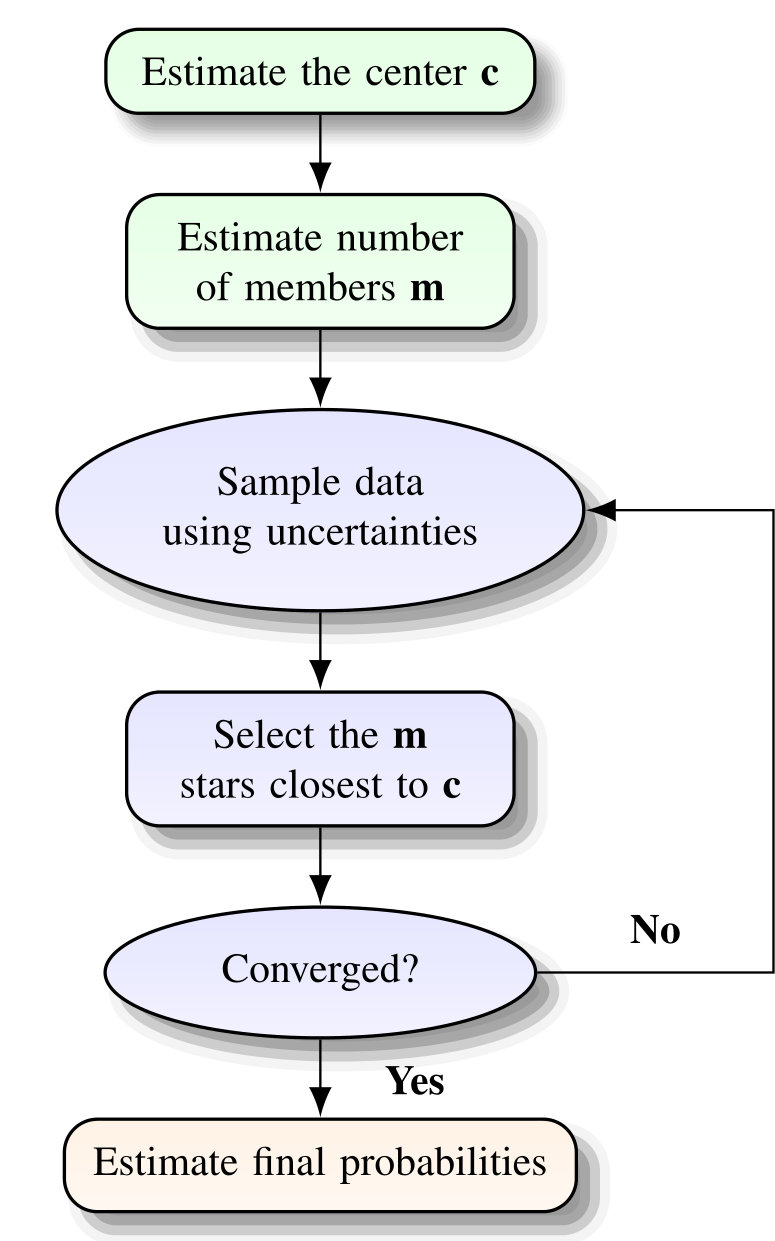 Estimate the center c
Estimate number
of members m
Sample data
using uncertainties
Select the m
stars closest to c
Converged?
No
Yes
Estimate final probabilities